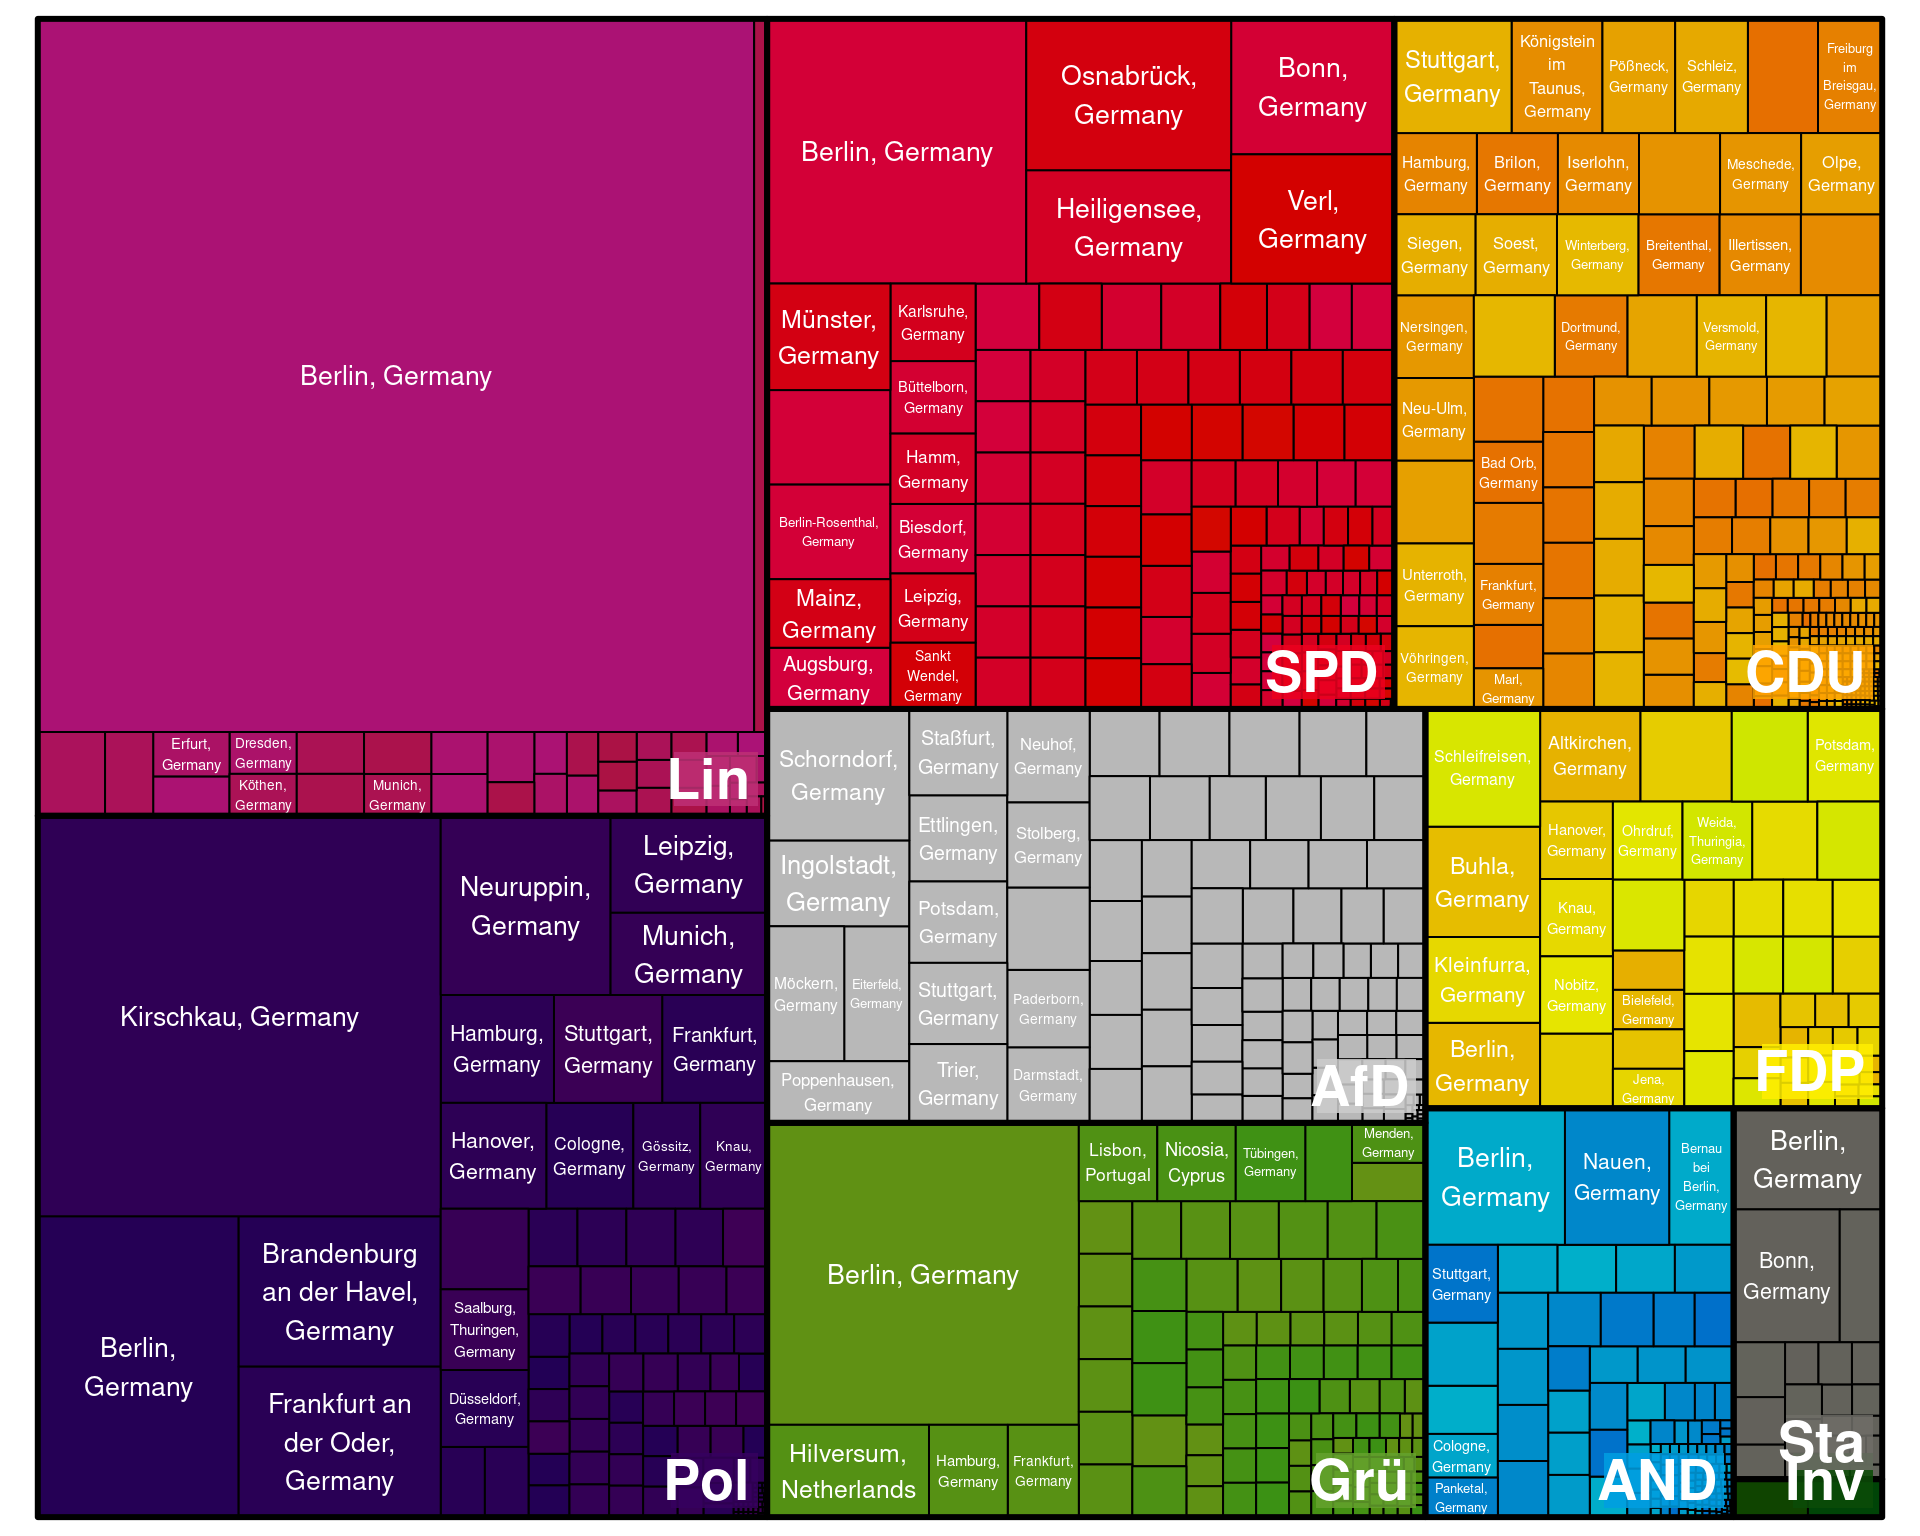 Berlin, Germany
Erfurt,
Germany
Dresden,
Germany
Köthen,
Germany
Munich,
Germany
Lin
Berlin, Germany
Osnabrück,
Germany
Bonn,
Germany
Heiligensee,
Germany
Verl,
Germany
Münster,
Germany
Karlsruhe,
Germany
Büttelborn,
Germany
Hamm,
Germany
Berlin-Rosenthal,
Germany
Biesdorf,
Germany
Mainz,
Germany
Leipzig,
Germany
Augsburg,
Germany
Sankt
Wendel,
Germany
SPD
Stuttgart,
Germany
Königstein
im
Taunus,
Germany
Pößneck,
Germany
Schleiz,
Germany
Freiburg
im
Breisgau,
Germany
Hamburg,
Germany
Brilon,
Germany
Iserlohn,
Germany
Meschede,
Germany
Olpe,
Germany
Siegen,
Germany
Soest,
Germany
Winterberg,
Germany
Breitenthal,
Germany
Illertissen,
Germany
Nersingen,
Germany
Dortmund,
Germany
Versmold,
Germany
Neu-Ulm,
Germany
Bad Orb,
Germany
Unterroth,
Germany
Frankfurt,
Germany
Vöhringen,
Germany
Marl,
Germany
CDU
Kirschkau, Germany
Neuruppin,
Germany
Leipzig,
Germany
Munich,
Germany
Hamburg,
Germany
Stuttgart,
Germany
Frankfurt,
Germany
Hanover,
Germany
Cologne,
Germany
Gössitz,
Germany
Knau,
Germany
Berlin,
Germany
Brandenburg
an der Havel,
Germany
Frankfurt an
der Oder,
Germany
Saalburg,
Thuringen,
Germany
Düsseldorf,
Germany
Pol
Schorndorf,
Germany
Staßfurt,
Germany
Neuhof,
Germany
Ingolstadt,
Germany
Ettlingen,
Germany
Stolberg,
Germany
Potsdam,
Germany
Möckern,
Germany
Eiterfeld,
Germany
Stuttgart,
Germany
Paderborn,
Germany
Poppenhausen,
Germany
Trier,
Germany
Darmstadt,
Germany
AfD
Schleifreisen,
Germany
Altkirchen,
Germany
Potsdam,
Germany
Buhla,
Germany
Hanover,
Germany
Ohrdruf,
Germany
Weida,
Thuringia,
Germany
Knau,
Germany
Kleinfurra,
Germany
Nobitz,
Germany
Bielefeld,
Germany
Berlin,
Germany
Jena,
Germany
FDP
Berlin, Germany
Lisbon,
Portugal
Nicosia,
Cyprus
Tübingen,
Germany
Menden,
Germany
Hilversum,
Netherlands
Hamburg,
Germany
Frankfurt,
Germany
Grü
Berlin,
Germany
Nauen,
Germany
Bernau
bei
Berlin,
Germany
Stuttgart,
Germany
Cologne,
Germany
Panketal,
Germany
AND
Berlin,
Germany
Bonn,
Germany
Sta
Inv